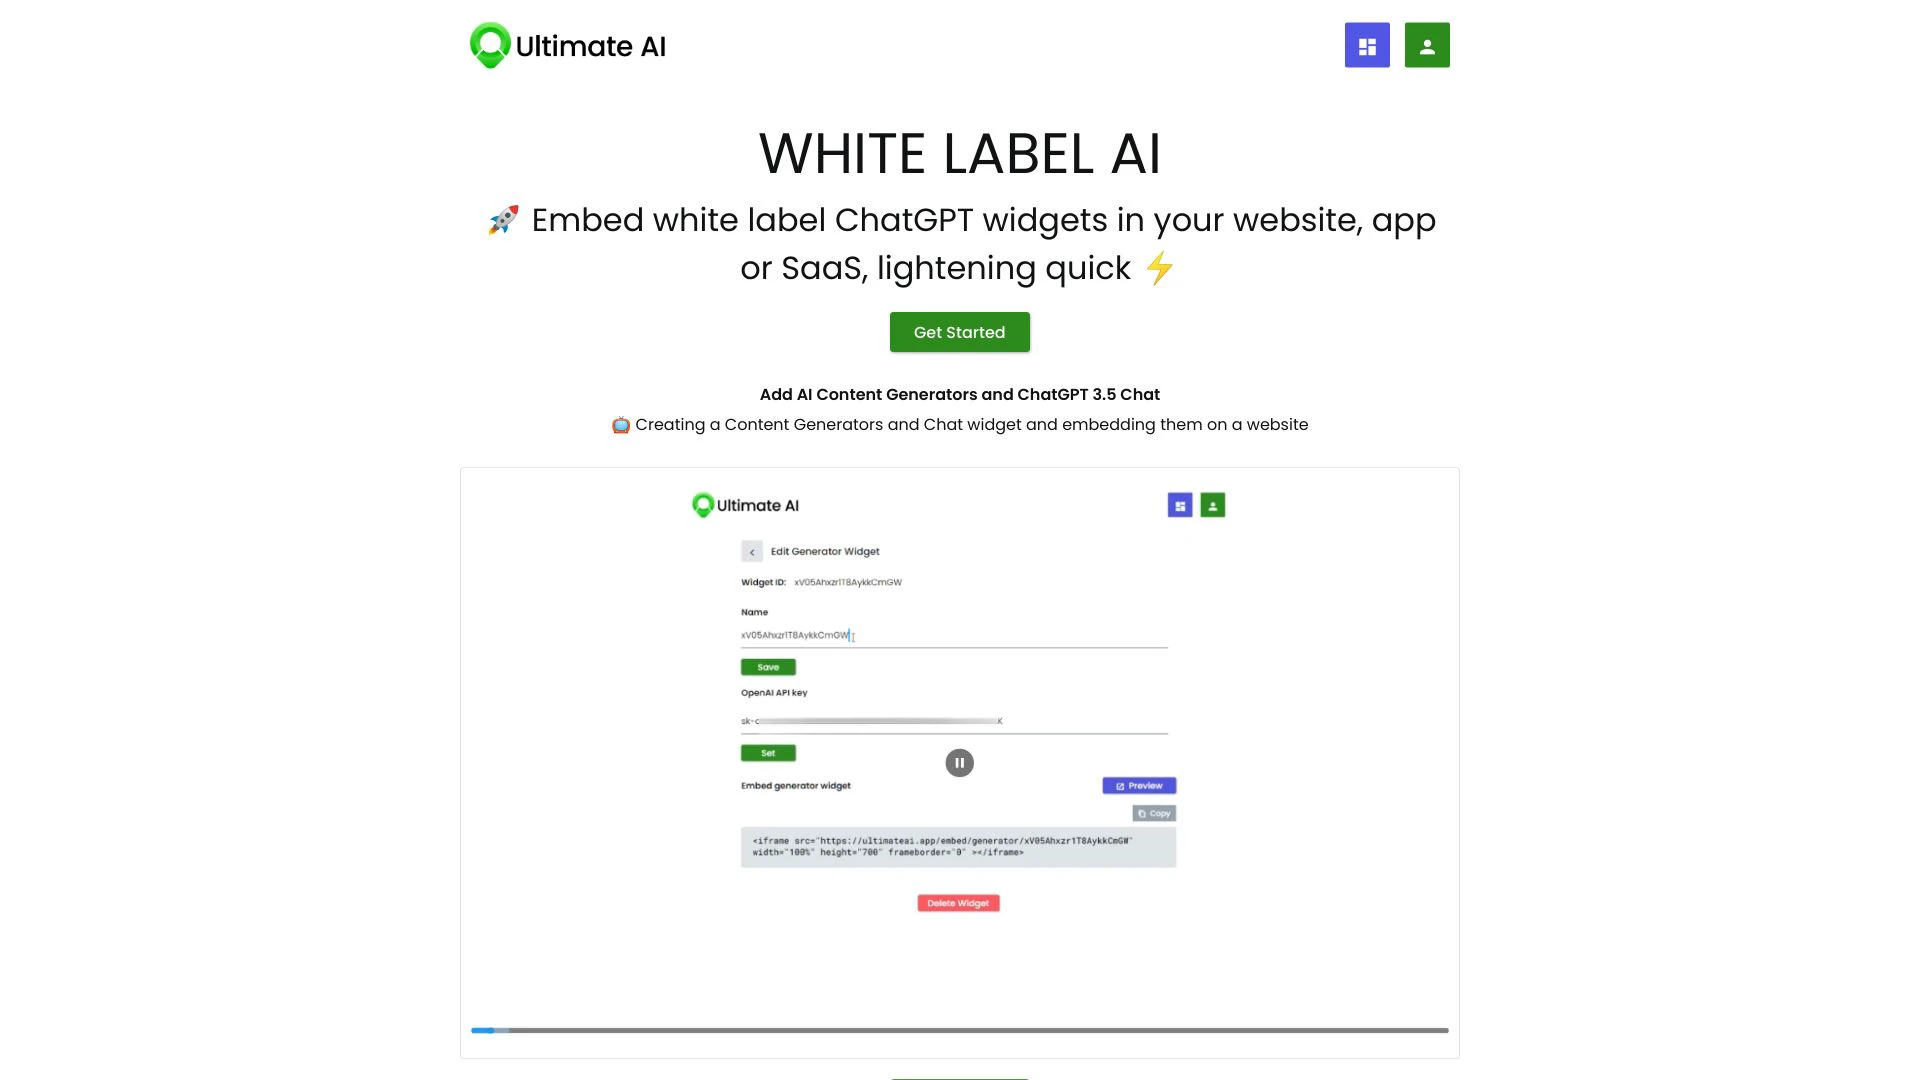 Ultimate AI
WHITE LABEL AI
🚀 Embed white label ChatGPT widgets in your website, app
or SaaS, lightening quick ⚡
Get Started
Add AI Content Generators and ChatGPT 3.5 Chat
📺 Creating a Content Generators and Chat widget and embedding them on a website
Ultimate AI
Edit Generator Widget
Widget ID: xV05Ahxzr1T8AykkCmGW
Name
xV05Ahxzr1T8AykkCmGW
Save
OpenAI API key
Set
Embed generator widget
Preview
Copy
<iframe src="https://ultimateai.app/embed/generator/xV05Ahxzr1T8AykkCmGW"
width="100%" height="700" frameborder="0" ></iframe>
Delete Widget